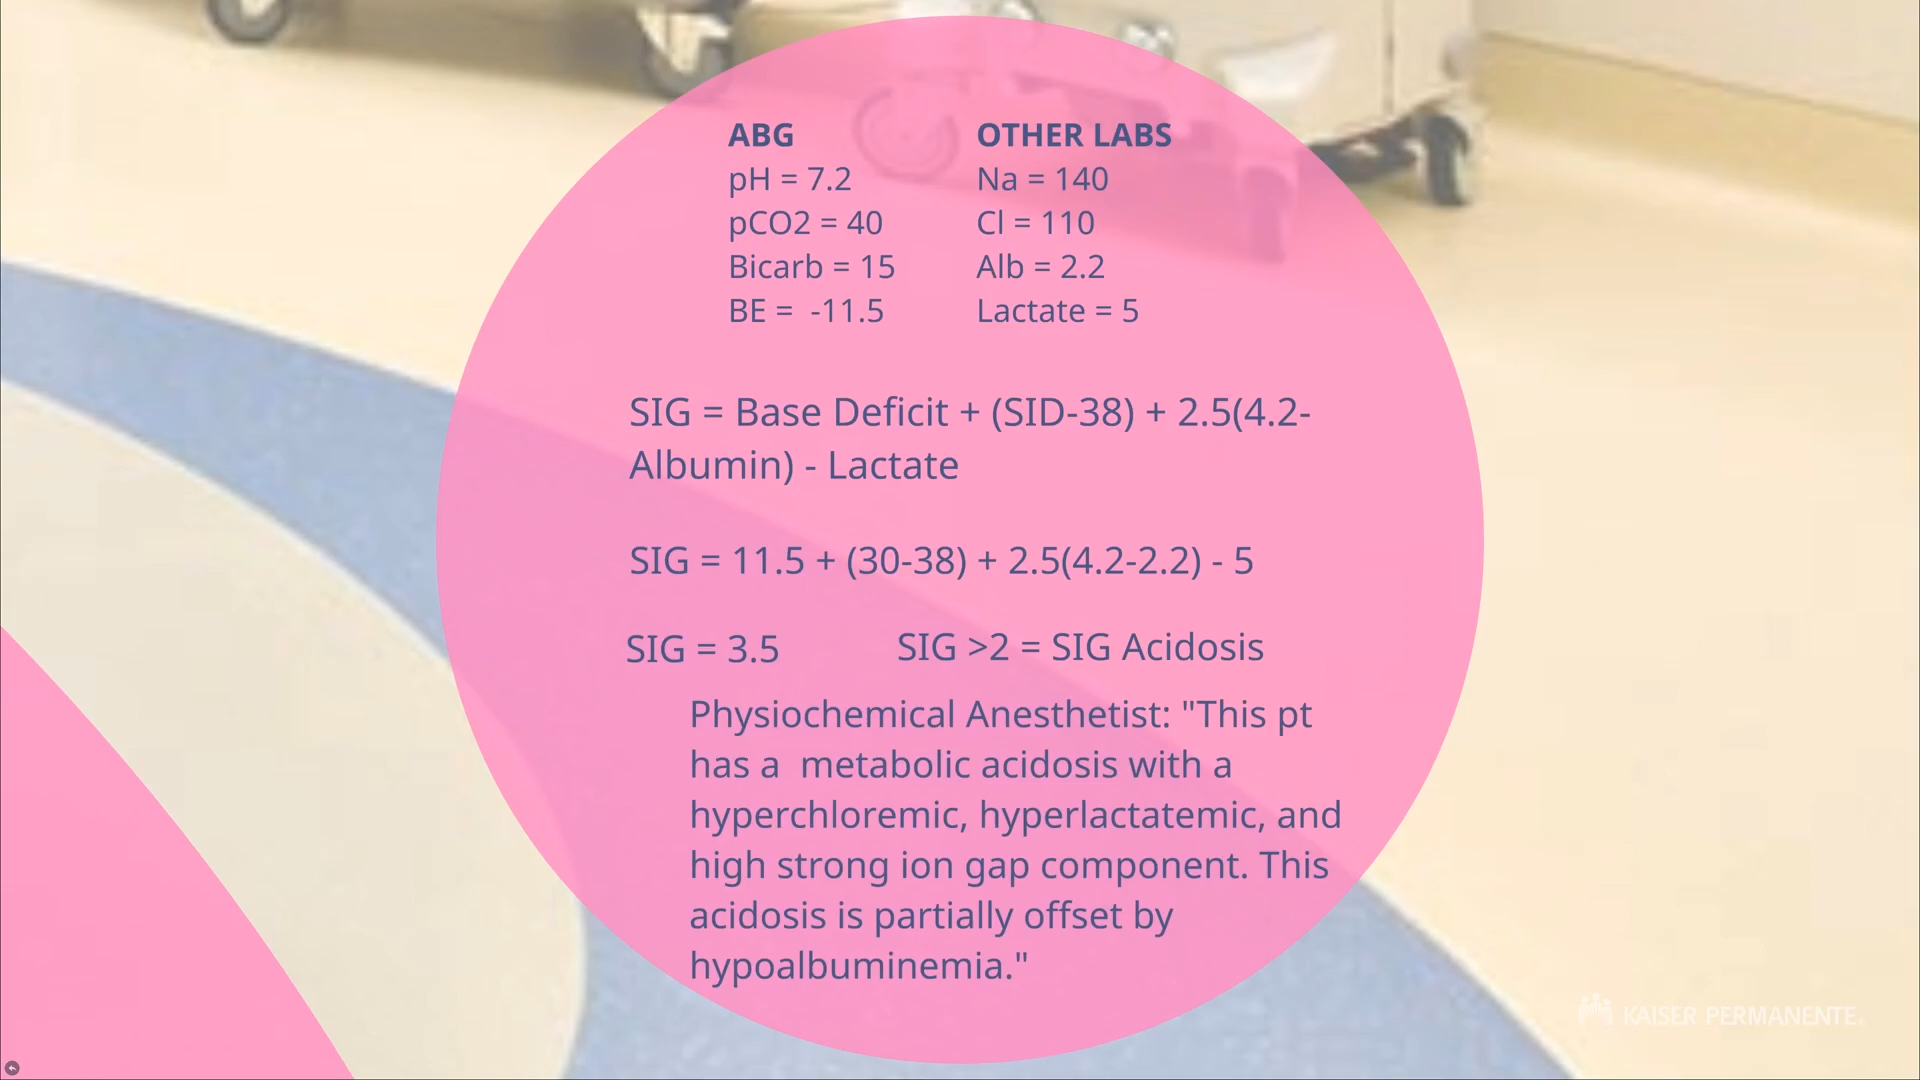 ABG
pH = 7.2
pCO2 = 40
Bicarb = 15
BE =  -11.5
OTHER LABS
Na = 140
Cl = 110
Alb = 2.2
Lactate = 5
SIG = Base Deficit + (SID-38) + 2.5(4.2-
Albumin) - Lactate
SIG = 11.5 + (30-38) + 2.5(4.2-2.2) - 5
SIG = 3.5
SIG >2 = SIG Acidosis
Physiochemical Anesthetist: "This pt
has a  metabolic acidosis with a
hyperchloremic, hyperlactatemic, and
high strong ion gap component. This
acidosis is partially offset by
hypoalbuminemia."
KAISER PERMANENTE.